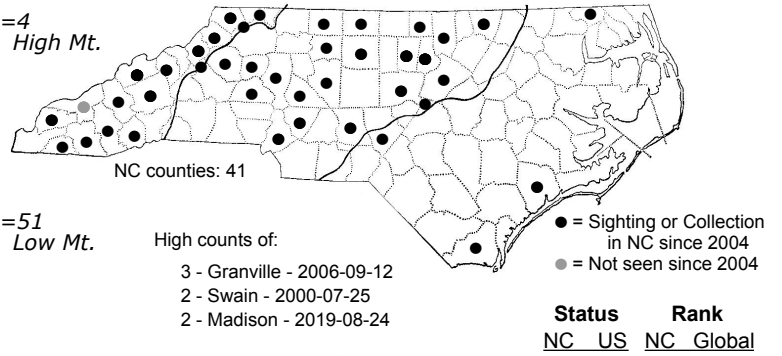 =4
High Mt.
NC counties: 41
=51
Low Mt.
High counts of:
3 - Granville - 2006-09-12
2 - Swain - 2000-07-25
2 - Madison - 2019-08-24
= Sighting or Collection
in NC since 2004
= Not seen since 2004
Status Rank
NC US NC Global